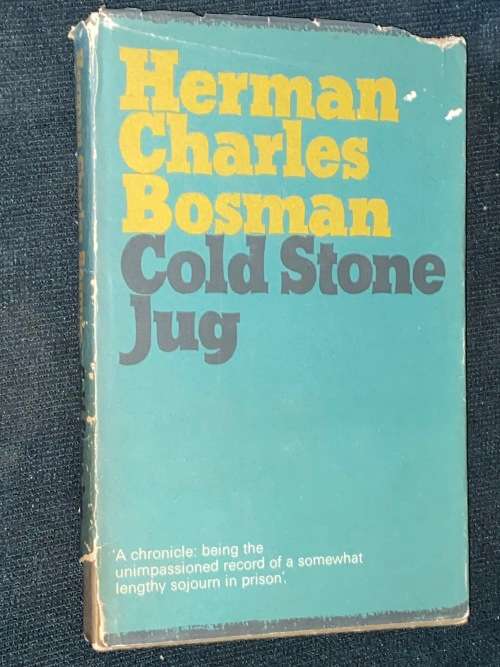 Herman
Charles
Bosman
Cold Stone
Jug
'A chronicle: being the
unimpassioned record of a somewhat
lengthy sojourn in prison'.